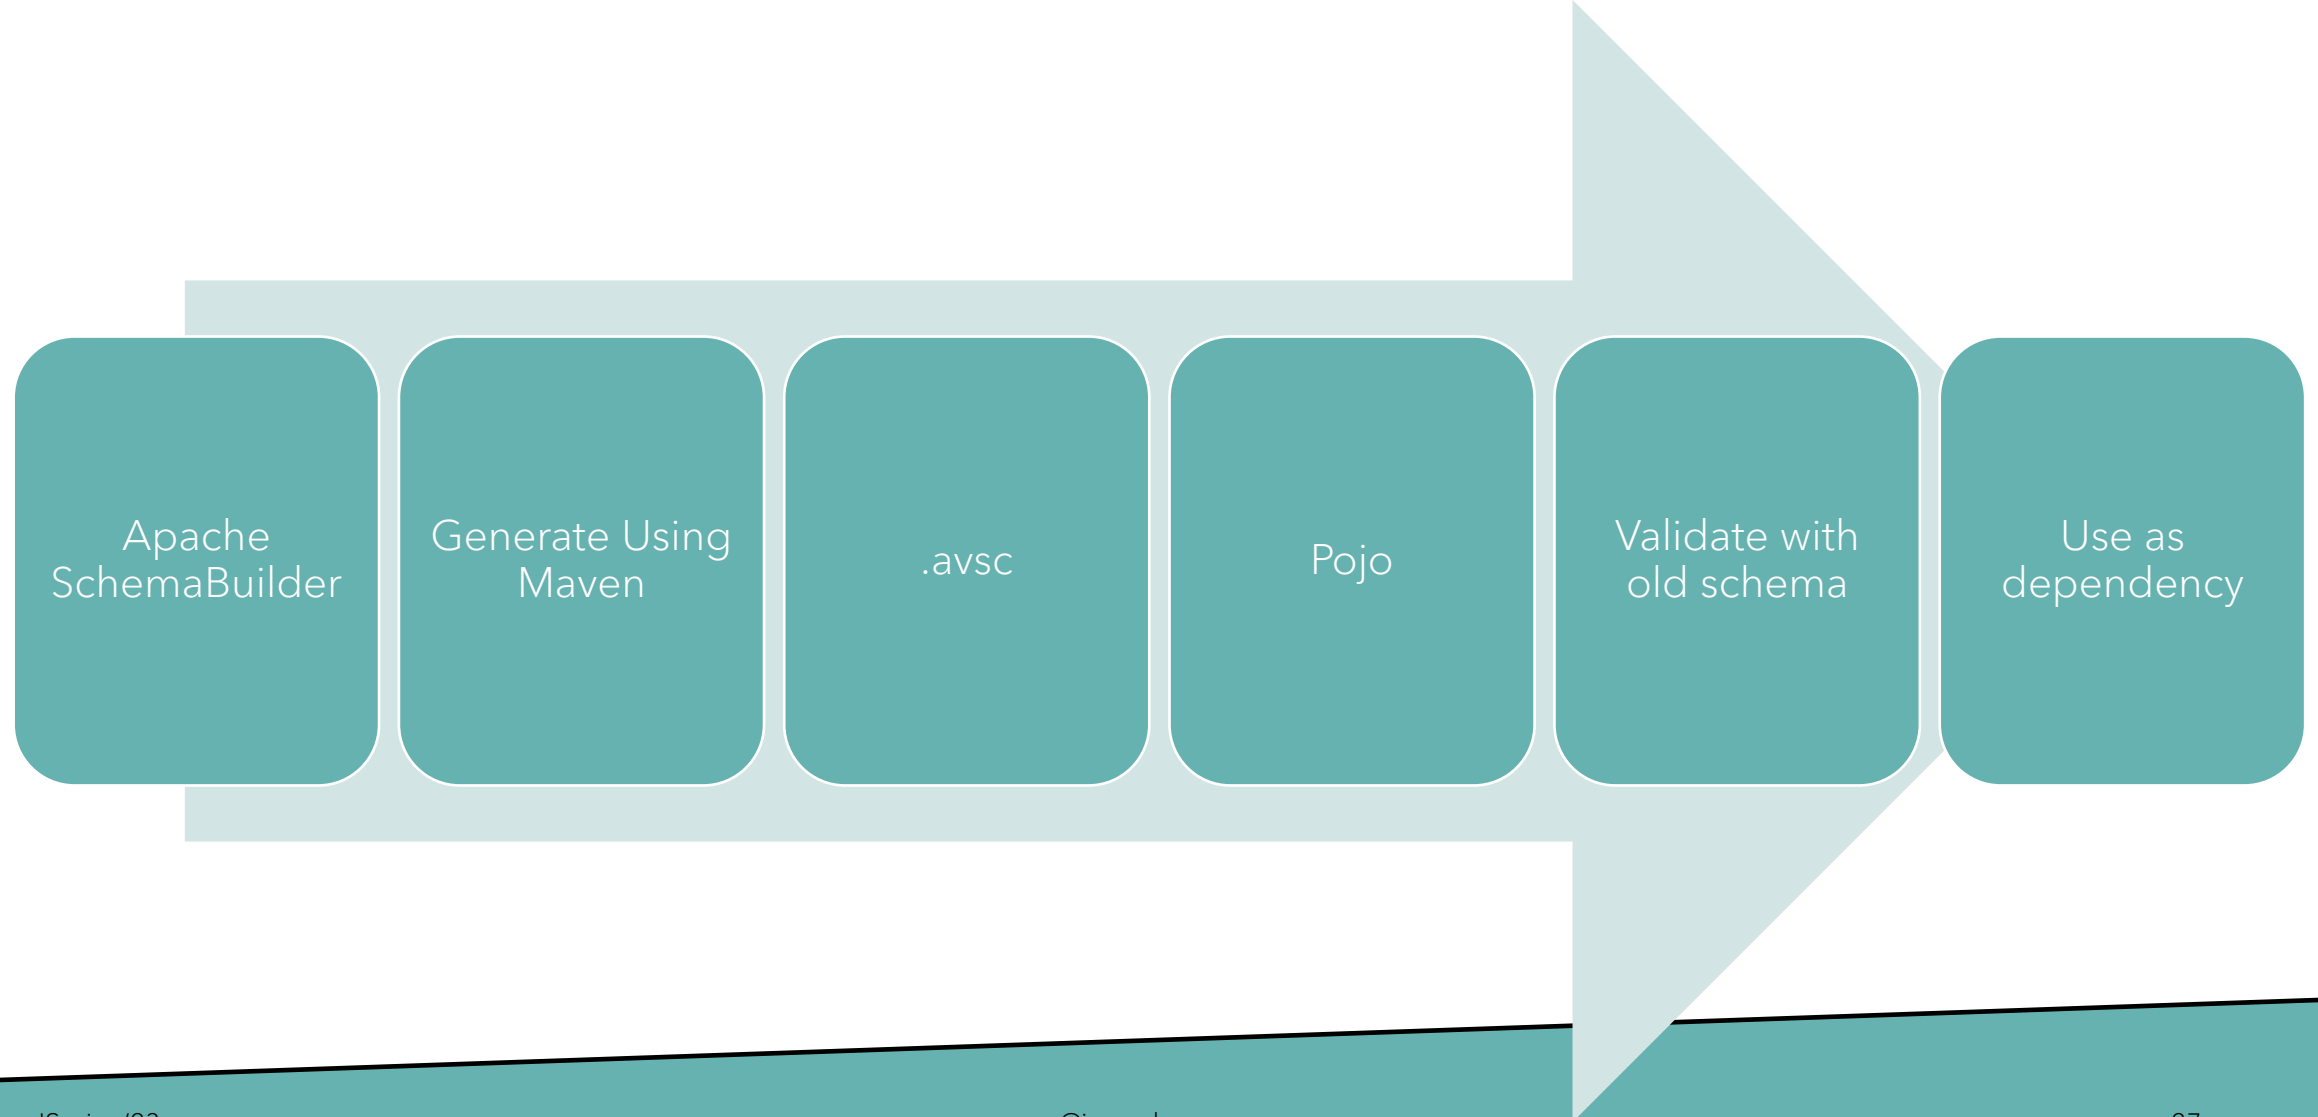 Apache
SchemaBuilder
Generate Using
Maven
.avsc
Pojo
Validate with
old schema
Use as
dependency